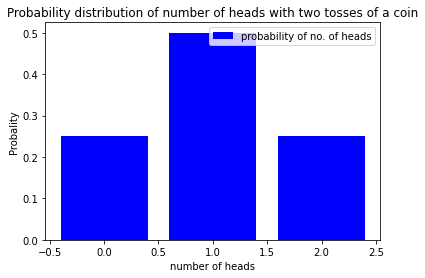 Probability distribution of number of heads with two tosses of a coin
probability of no. of heads
0.5
0.4
0.3
0.2
0.1
0.0
Probality
−0.5 0.0 0.5 1.0 1.5 2.0 2.5
number of heads